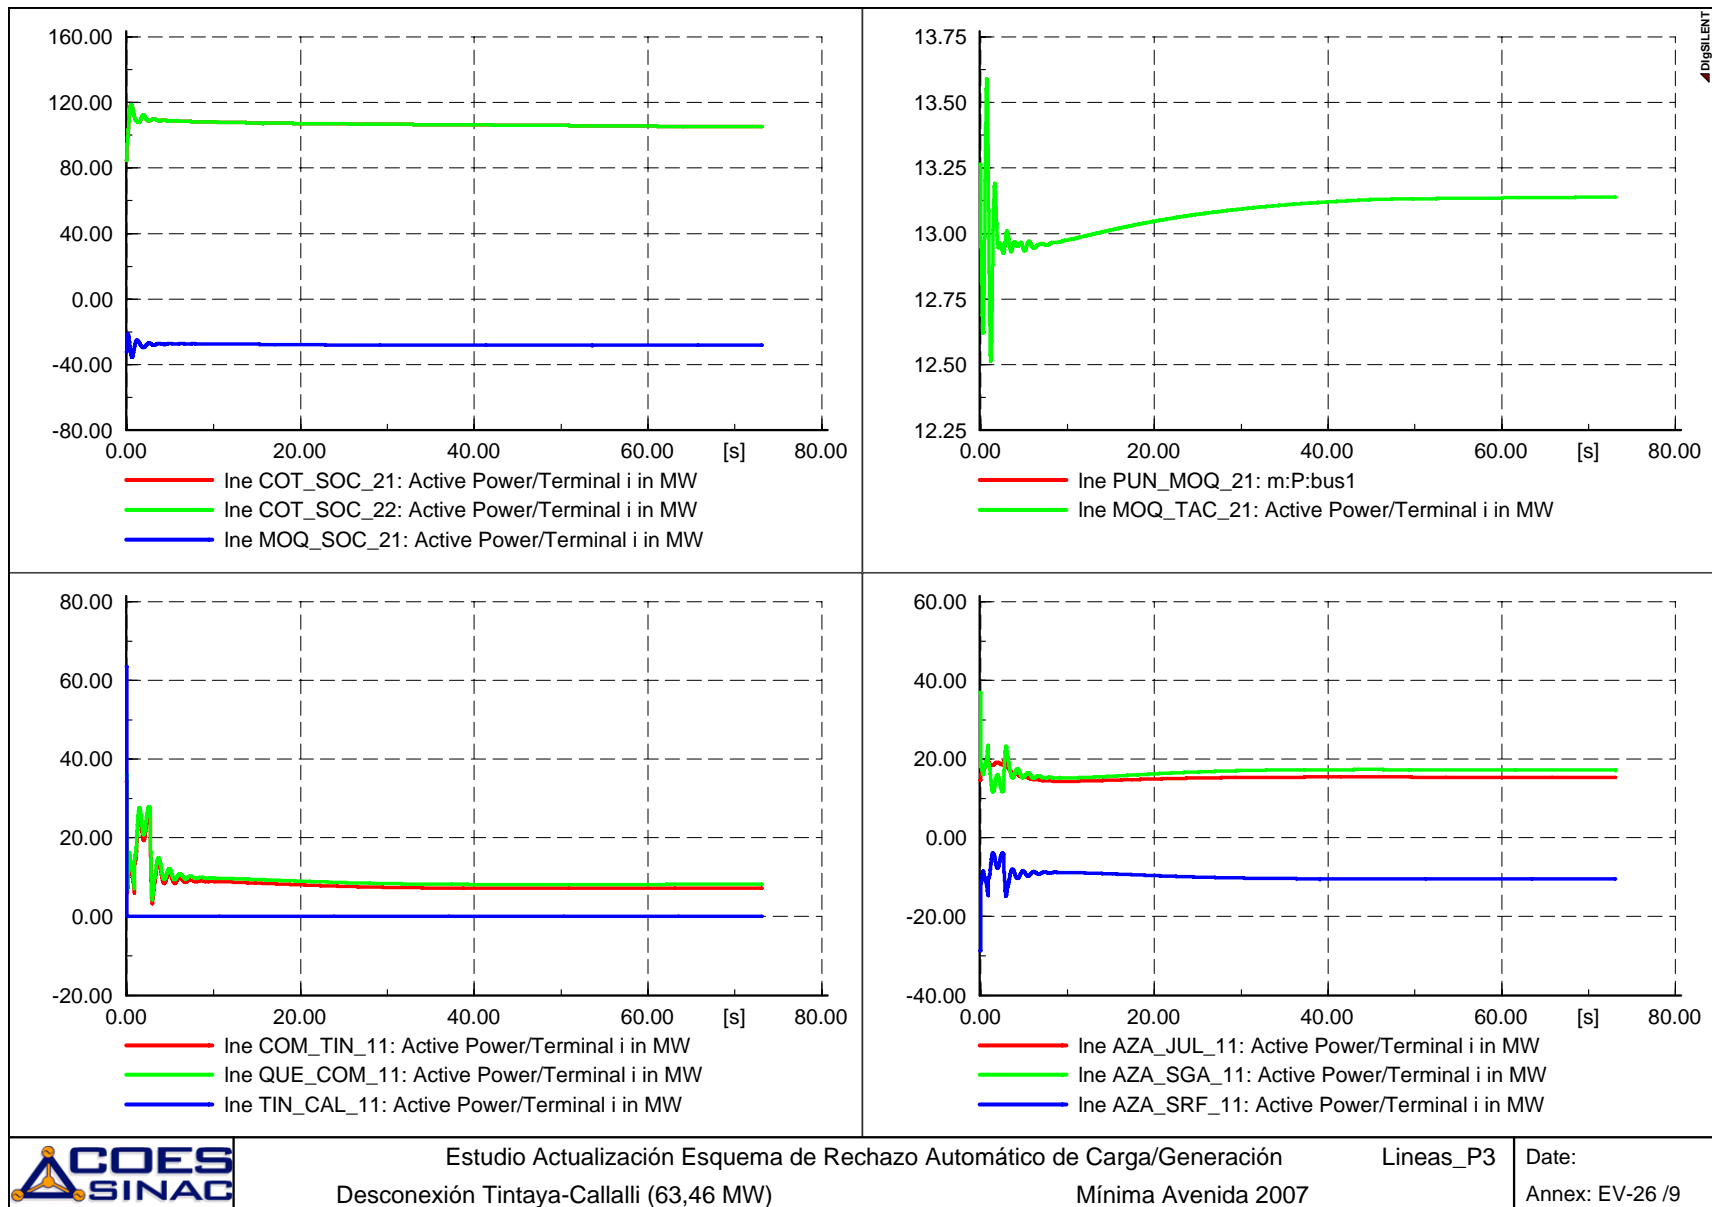 160.00
120.00
80.00
40.00
0.00
-40.00
-80.00
0.00 20.00 40.00 60.00 [s] 80.00
lne COT_SOC_21: Active Power/Terminal i in MW
lne COT_SOC_22: Active Power/Terminal i in MW
lne MOQ_SOC_21: Active Power/Terminal i in MW
13.75
13.50
13.25
13.00
12.75
12.50
12.25
0.00 20.00 40.00 60.00 [s] 80.00
lne PUN_MOQ_21: m:P:bus1
lne MOQ_TAC_21: Active Power/Terminal i in MW
DIgSILENT
80.00
60.00
40.00
20.00
0.00
-20.00
0.00 20.00 40.00 60.00 [s] 80.00
lne COM_TIN_11: Active Power/Terminal i in MW
lne QUE_COM_11: Active Power/Terminal i in MW
lne TIN_CAL_11: Active Power/Terminal i in MW
60.00
40.00
20.00
0.00
-20.00
-40.00
0.00 20.00 40.00 60.00 [s] 80.00
lne AZA_JUL_11: Active Power/Terminal i in MW
lne AZA_SGA_11: Active Power/Terminal i in MW
lne AZA_SRF_11: Active Power/Terminal i in MW
COES
SINAC
Estudio Actualización Esquema de Rechazo Automático de Carga/Generación Lineas_P3
Desconexión Tintaya-Callalli (63,46 MW) Mínima Avenida 2007
Date:
Annex: EV-26 /9